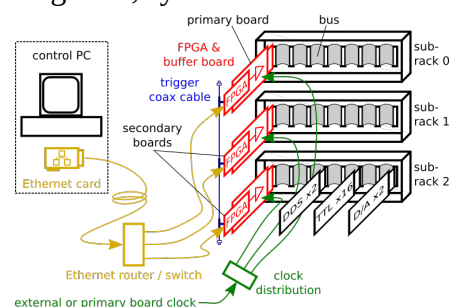 primary board
bus
control PC
FPGA &
buffer board
sub-
rack 0
trigger
coax cable
FPGA
sub-
rack 1
secondary
boards
FPGA
sub-
rack 2
Ethernet card
FPGA
DDS x2
TTL x16
D/A x2
Ethernet router / switch
clock
distribution
external or primary board clock